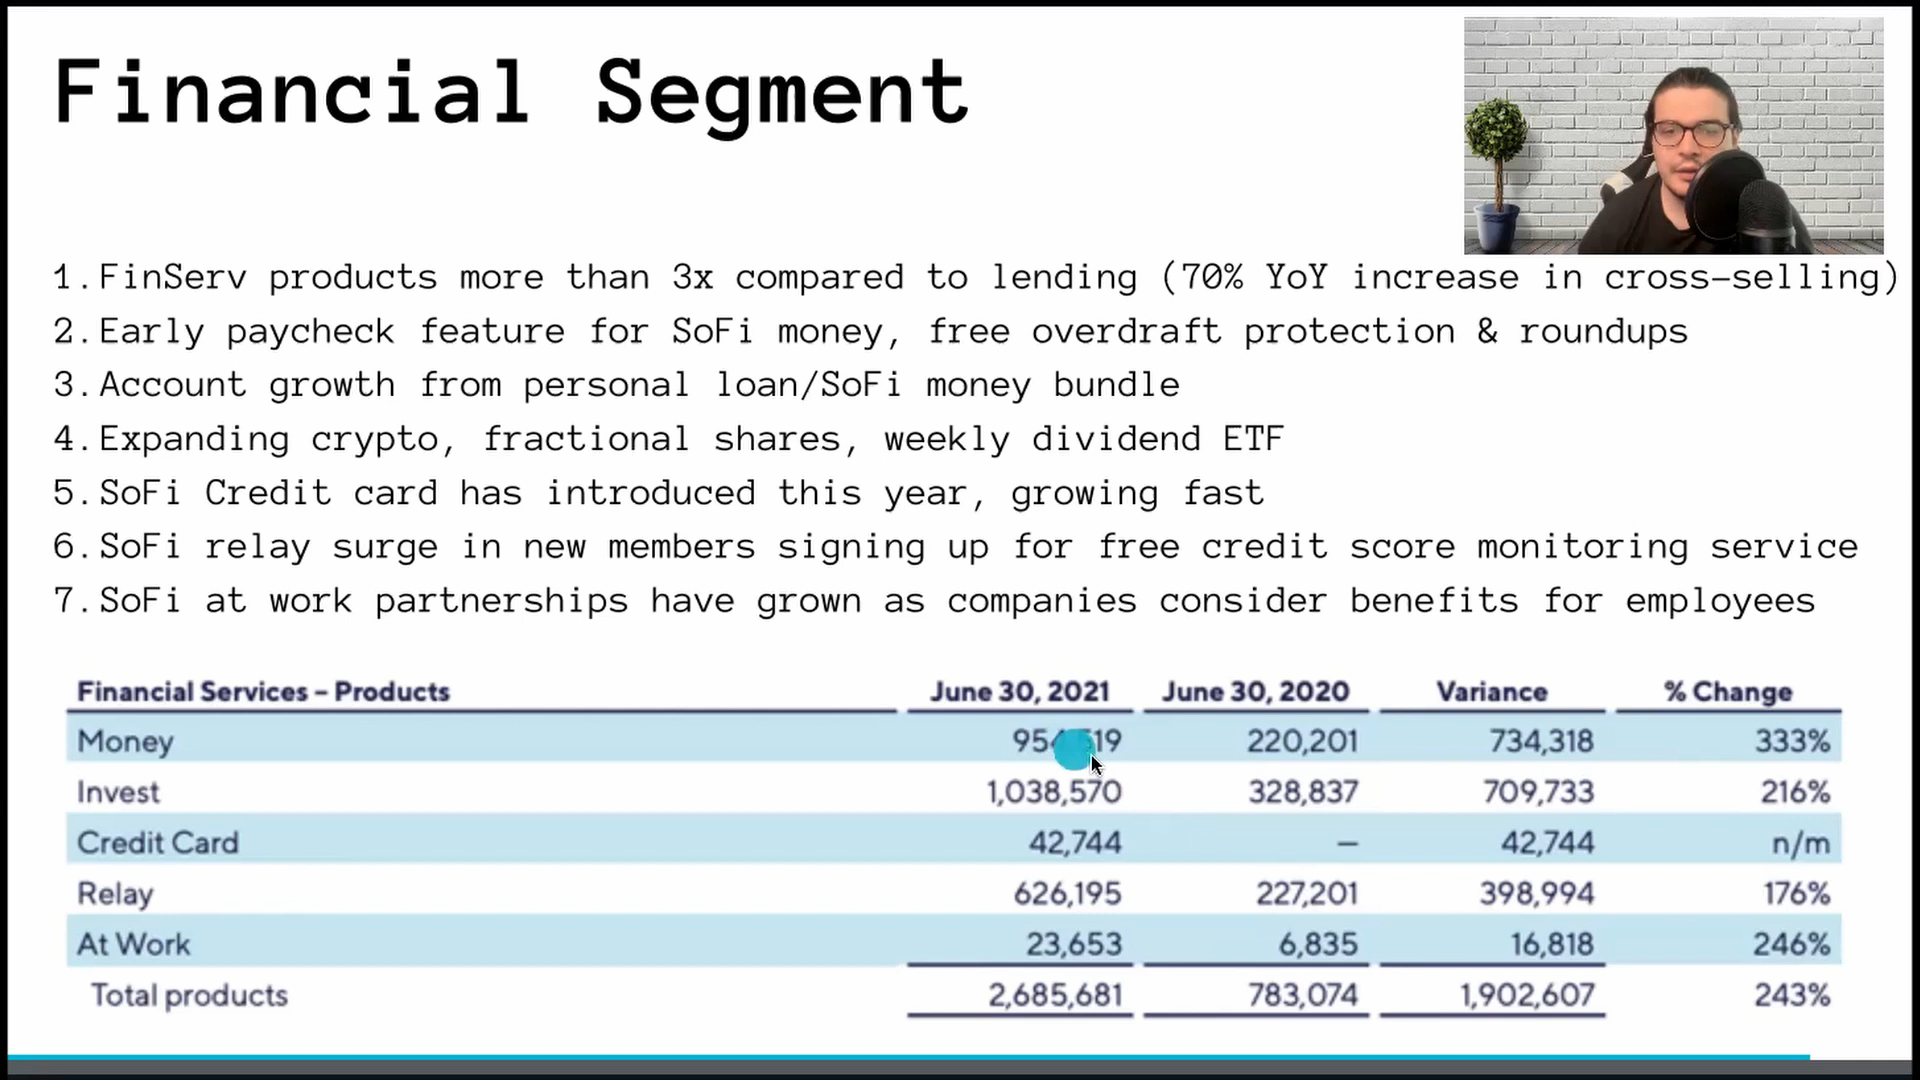 Financial Segment
1. FinServ products more than 3x compared to lending (70% YoY increase in cross-selling)
2. Early paycheck feature for SoFi money, free overdraft protection & roundups
3. Account growth from personal loan/SoFi money bundle
4. Expanding crypto, fractional shares, weekly dividend ETF
5. SoFi Credit card has introduced this year, growing fast
6. SoFi relay surge in new members signing up for free credit score monitoring service
7. SoFi at work partnerships have grown as companies consider benefits for employees
Financial Services – Products June 30, 2021 June 30, 2020 Variance % Change
Money 220,201 734,318 333%
Invest 1,038,570 328,837 709,733 216%
Credit Card 42,744 — 42,744 n/m
Relay 626,195 227,201 398,994 176%
At Work 23,653 6,835 16,818 246%
Total products 2,685,681 783,074 1,902,607 243%